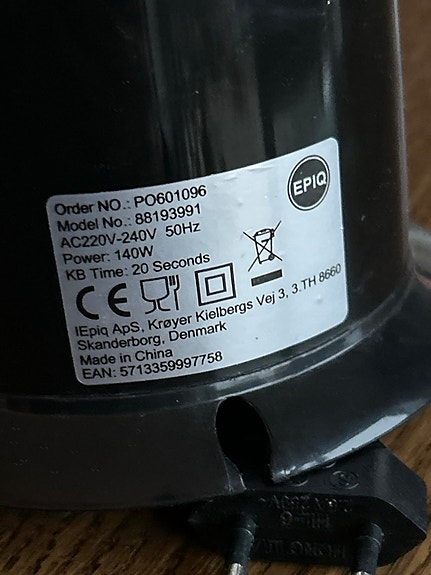 EPIQ
Order NO.: PO601096
Model No.: 88193991
AC220V-240V 50Hz
Power: 140W
KB Time: 20 Seconds
CE
IEpiq ApS, Krøyer Kielbergs Vej 3, 3.TH 8660
Skanderborg, Denmark
Made in China
EAN: 5713359997758